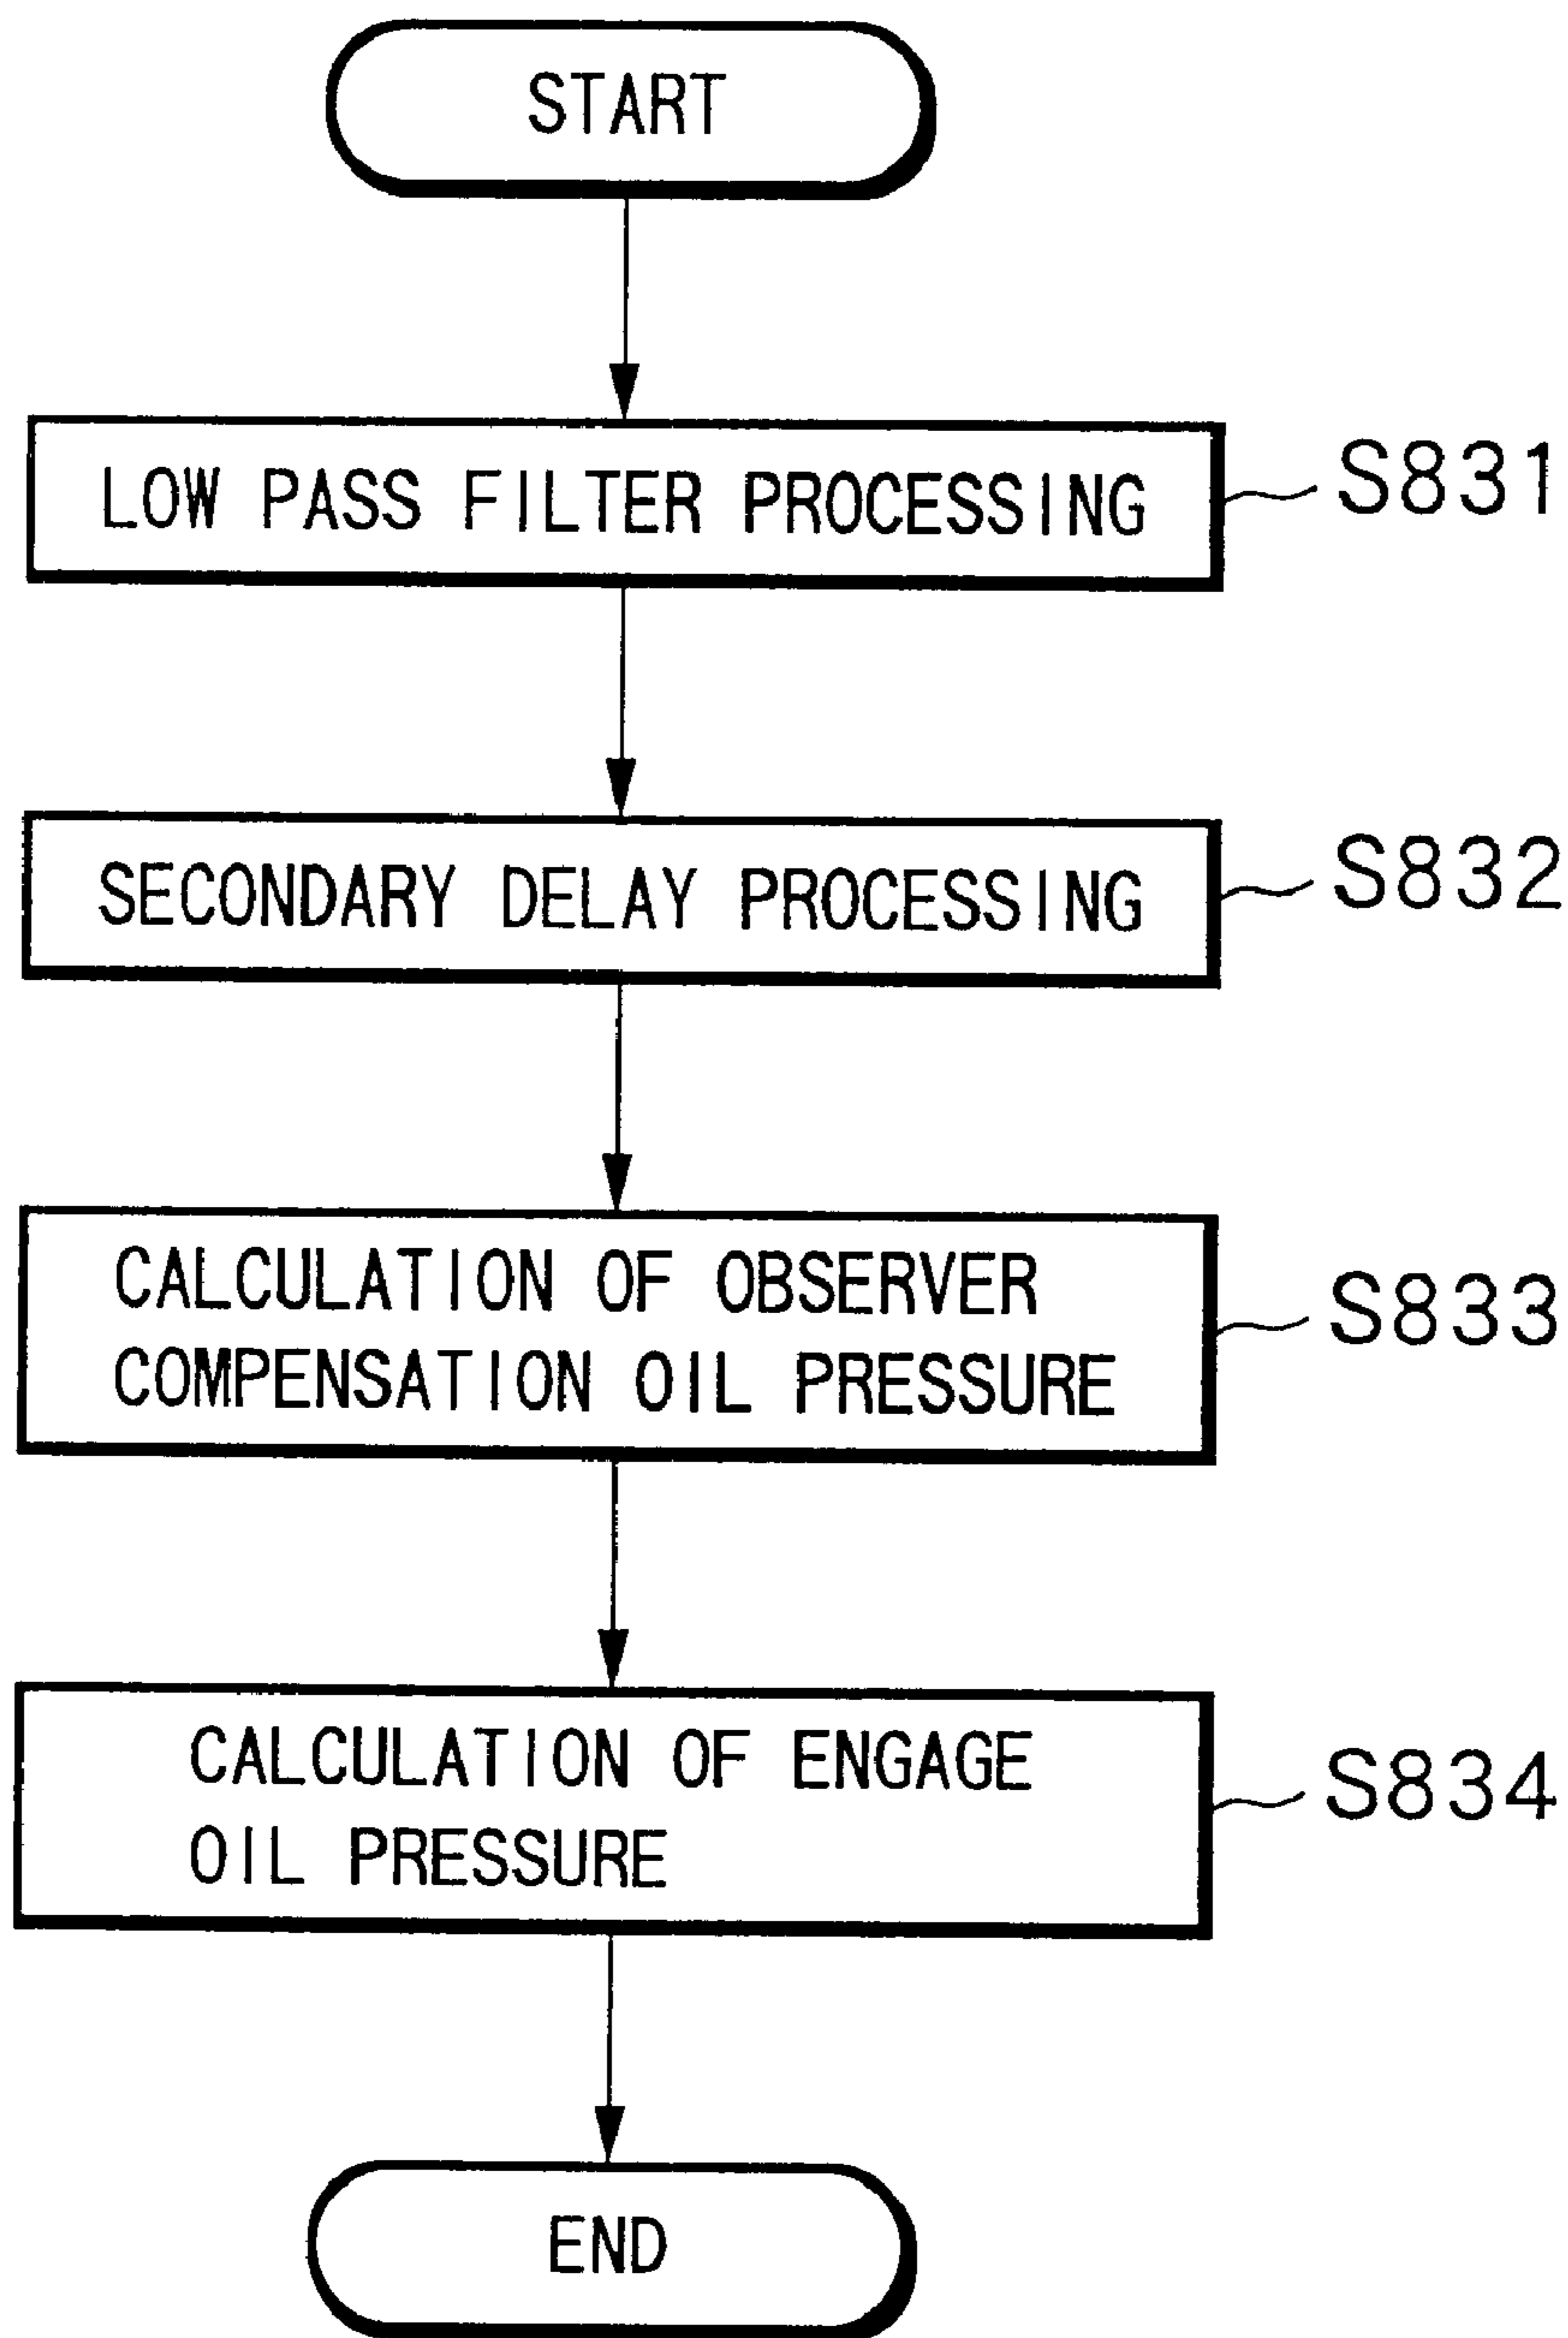 START
LOW PASS FILTER PROCESSING
S831
SECONDARY DELAY PROCESSING
S832
CALCULATION OF OBSERVER
COMPENSATION OIL PRESSURE
S833
CALCULATION OF ENGAGE
OIL PRESSURE
S834
END